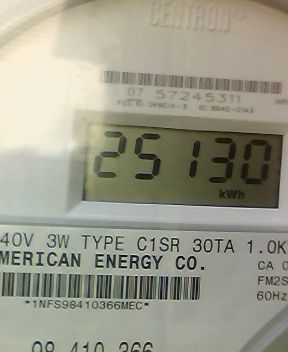 CENTRON®
07 57245311
25130
kWh
40V 3W TYPE C1SR 30TA 1.0K
MERICAN ENERGY CO.
CA 0
FM2S
60Hz
*1NFS98410366MEC*
98 410 366